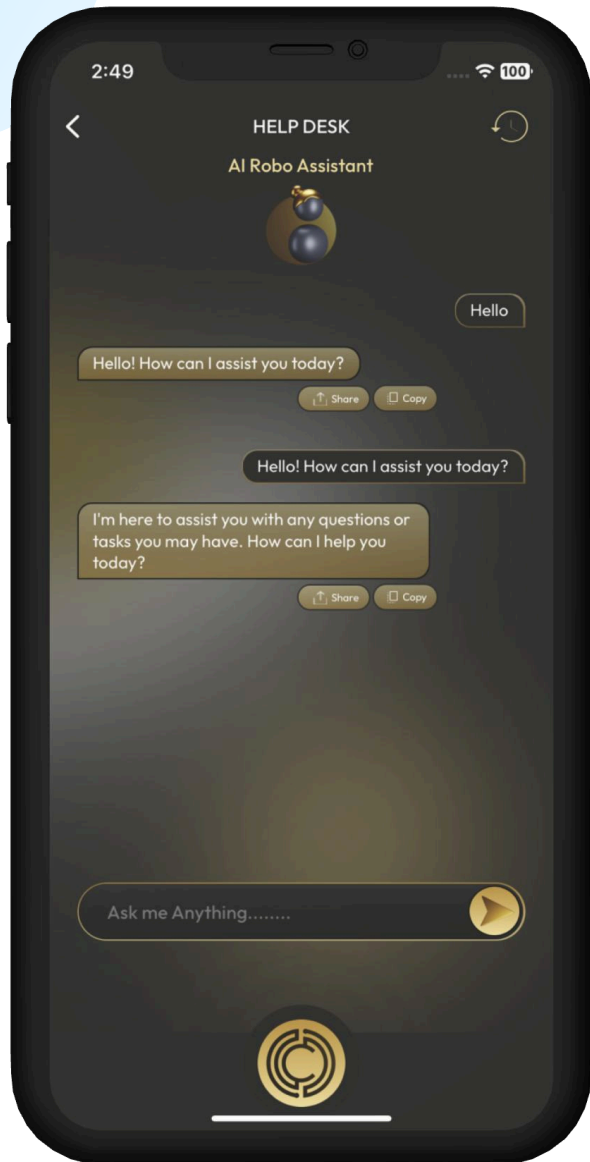 2:49
100
HELP DESK
AI Robo Assistant
Hello
Hello! How can I assist you today?
Share
Copy
Hello! How can I assist you today?
I'm here to assist you with any questions or
tasks you may have. How can I help you
today?
Share
Copy
Ask me Anything........